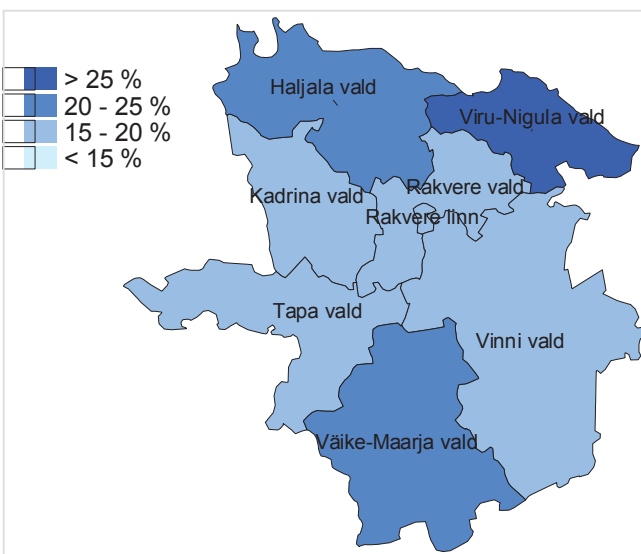 > 25 %
20 - 25 %
15 - 20 %
< 15 %
Haljala vald
Viru-Nigula vald
Rakvere vald
Kadrina vald
Rakvere linn
Tapa vald
Vinni vald
Väike-Maarja vald